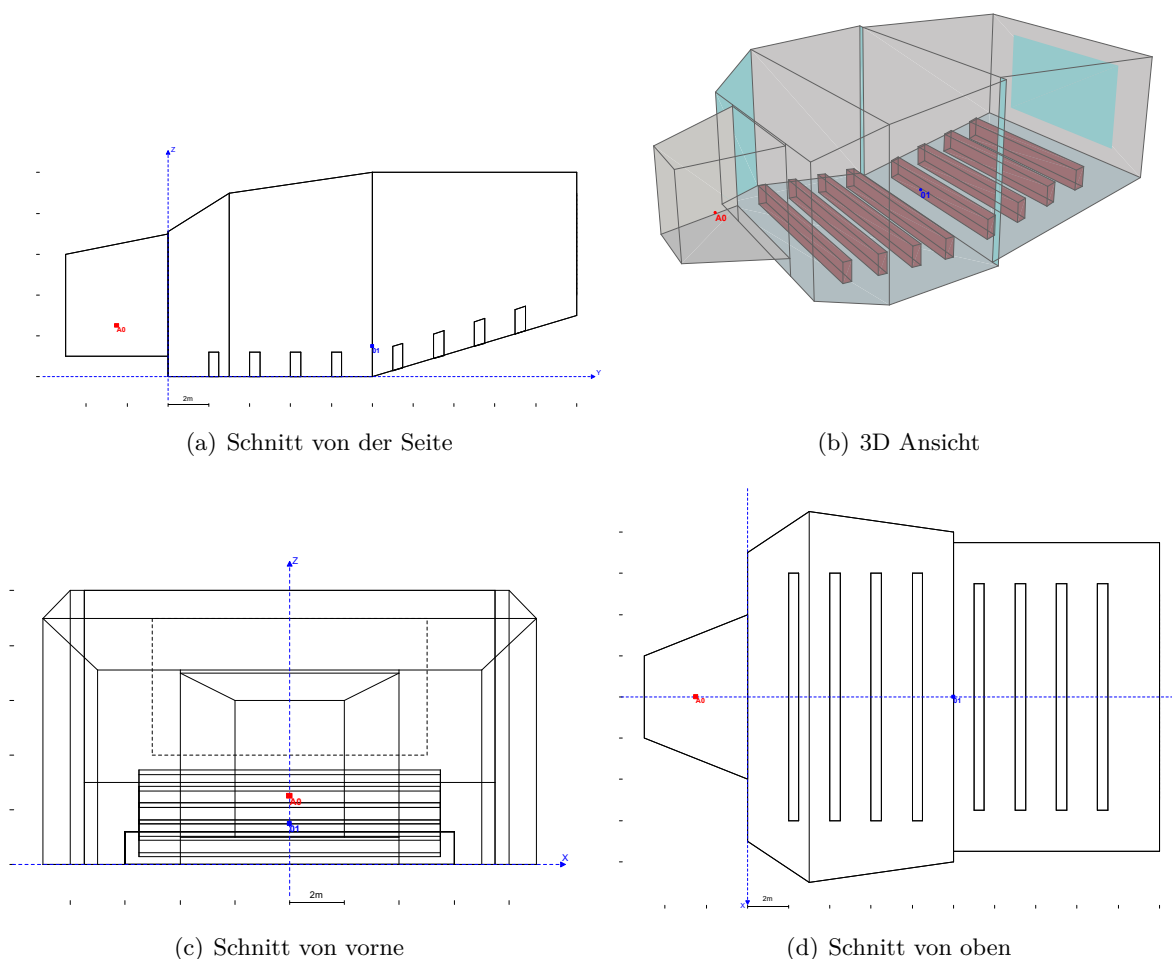 Z
A0
01
Y
2m
(a) Schnitt von der Seite
A0
01
(b) 3D Ansicht
Z
A0
01
X
2m
(c) Schnitt von vorne
A0
01
X
2m
(d) Schnitt von oben